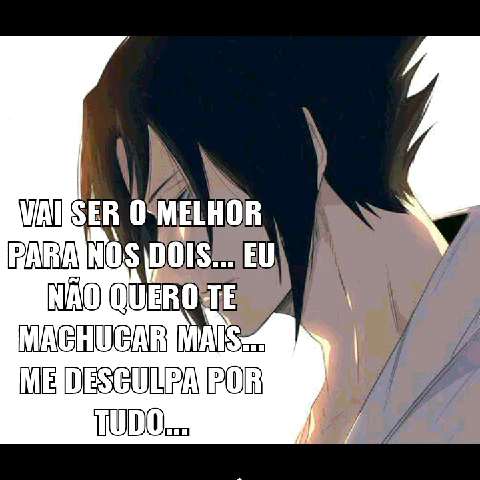 VAI SER O MELHOR
PARA NOS DOIS... EU
NÃO QUERO TE
MACHUCAR MAIS...
ME DESCULPA POR
TUDO...